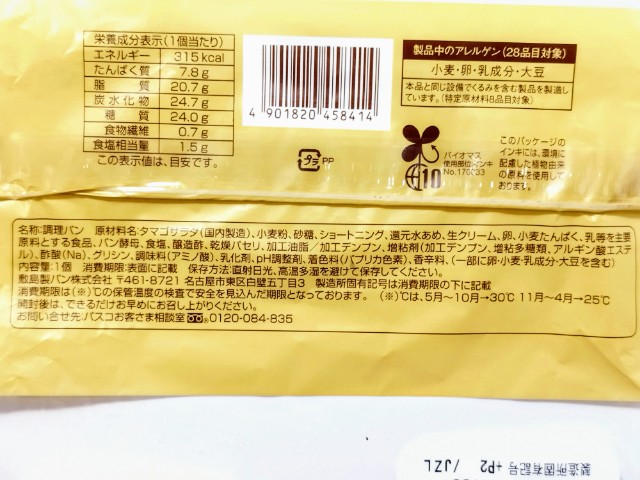 栄養成分表示(1個当たり)
エネルギー 315kcal
たんぱく質 7.8g
脂質 20.7g
炭水化物 24.7g
糖質 24.0g
食物繊維 0.7g
食塩相当量 1.5g
この表示値は、目安です。
4 901820 458414
プラ PP
製品中のアレルゲン(28品目対象)
小麦・卵・乳成分・大豆
本品と同じ設備でくるみを含む製品を製造し
ています。(特定原材料8品目対象)
バイオマス
使用部位:インキ
No.170033
10
このパッケージの
インキには、環境に
配慮した植物由来
の原料を使用して
おります。
名称:調理パン 原材料名:タマゴサラダ(国内製造)、小麦粉、砂糖、ショートニング、還元水あめ、生クリーム、卵、小麦たんぱく、乳等を主要
原料とする食品、パン酵母、食塩、醸造酢、乾燥パセリ、加工油脂/加工デンプン、増粘剤(加工デンプン、増粘多糖類、アルギン酸エステ
ル)、酢酸(Na)、グリシン、調味料(アミノ酸)、乳化剤、pH調整剤、着色料(パプリカ色素)、香辛料、(一部に卵・小麦・乳成分・大豆を含む)
内容量:1個 消費期限:表面に記載 保存方法:直射日光、高温多湿を避けて保存してください。
敷島製パン株式会社 〒461-8721 名古屋市東区白壁五丁目3 製造所固有記号は消費期限の下に記載
消費期限は(※)℃の保管温度の検査で安全を見込んだ期限となっております。 (※)℃は、5月~10月→30℃ 11月~4月→25℃
開封後は、できるだけお早めにお召し上がりください。
お問い合せ先:パスコお客さま相談室 0120-084-835
製造所固有記号 +P2 /JZL